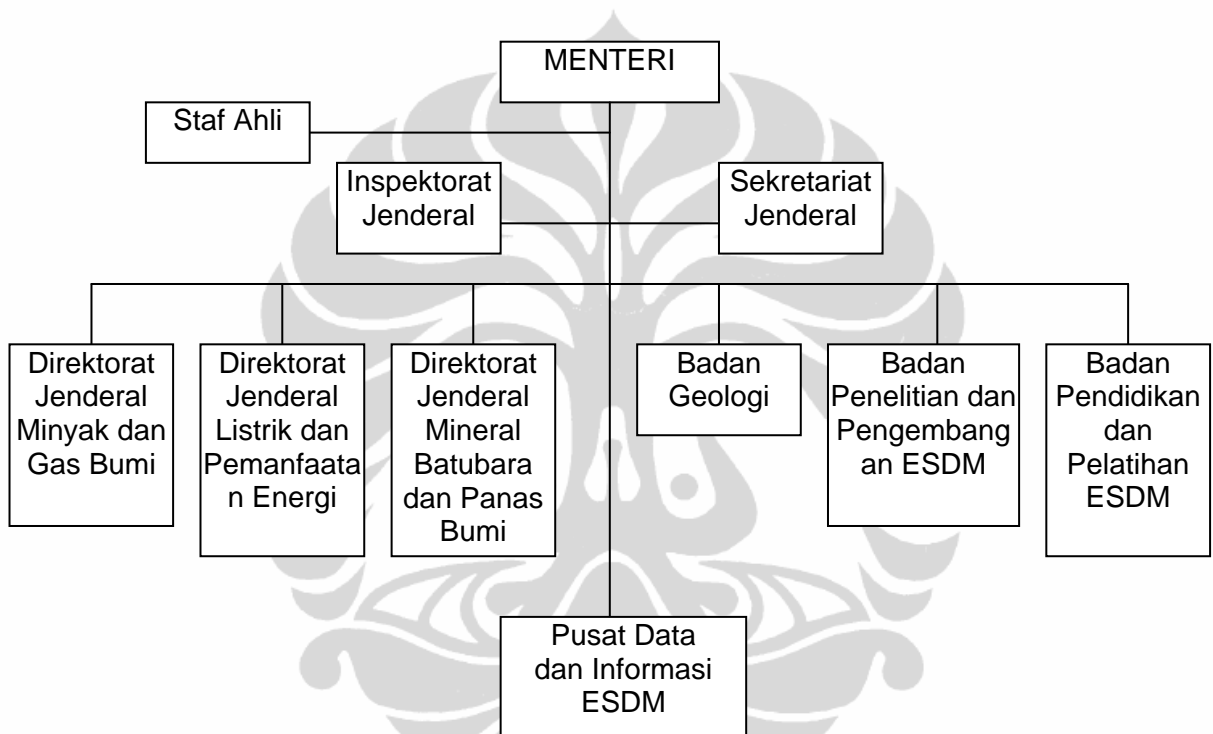 MENTERI
Staf Ahli
Inspektorat
Jenderal
Sekretariat
Jenderal
Direktorat
Jenderal
Minyak dan
Gas Bumi
Direktorat
Jenderal
Listrik dan
Pemanfaata
n Energi
Direktorat
Jenderal
Mineral
Batubara
dan Panas
Bumi
Badan
Geologi
Badan
Penelitian dan
Pengembang
an ESDM
Badan
Pendidikan
dan
Pelatihan
ESDM
Pusat Data
dan Informasi
ESDM